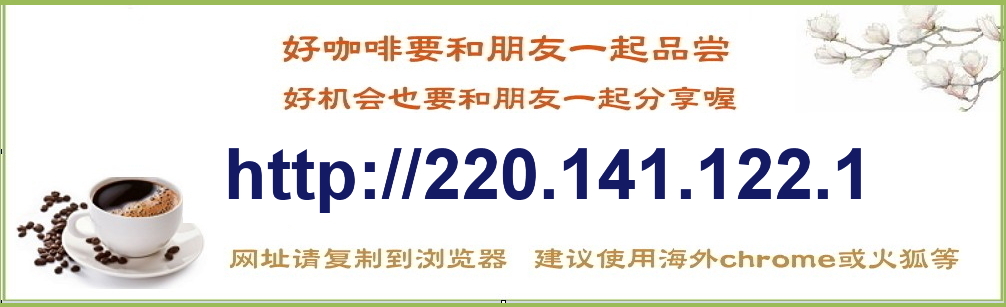 好咖啡要和朋友一起品尝
好机会也要和朋友一起分享喔
http://220.141.122.1
网址请复制到浏览器 建议使用海外chrome或火狐等